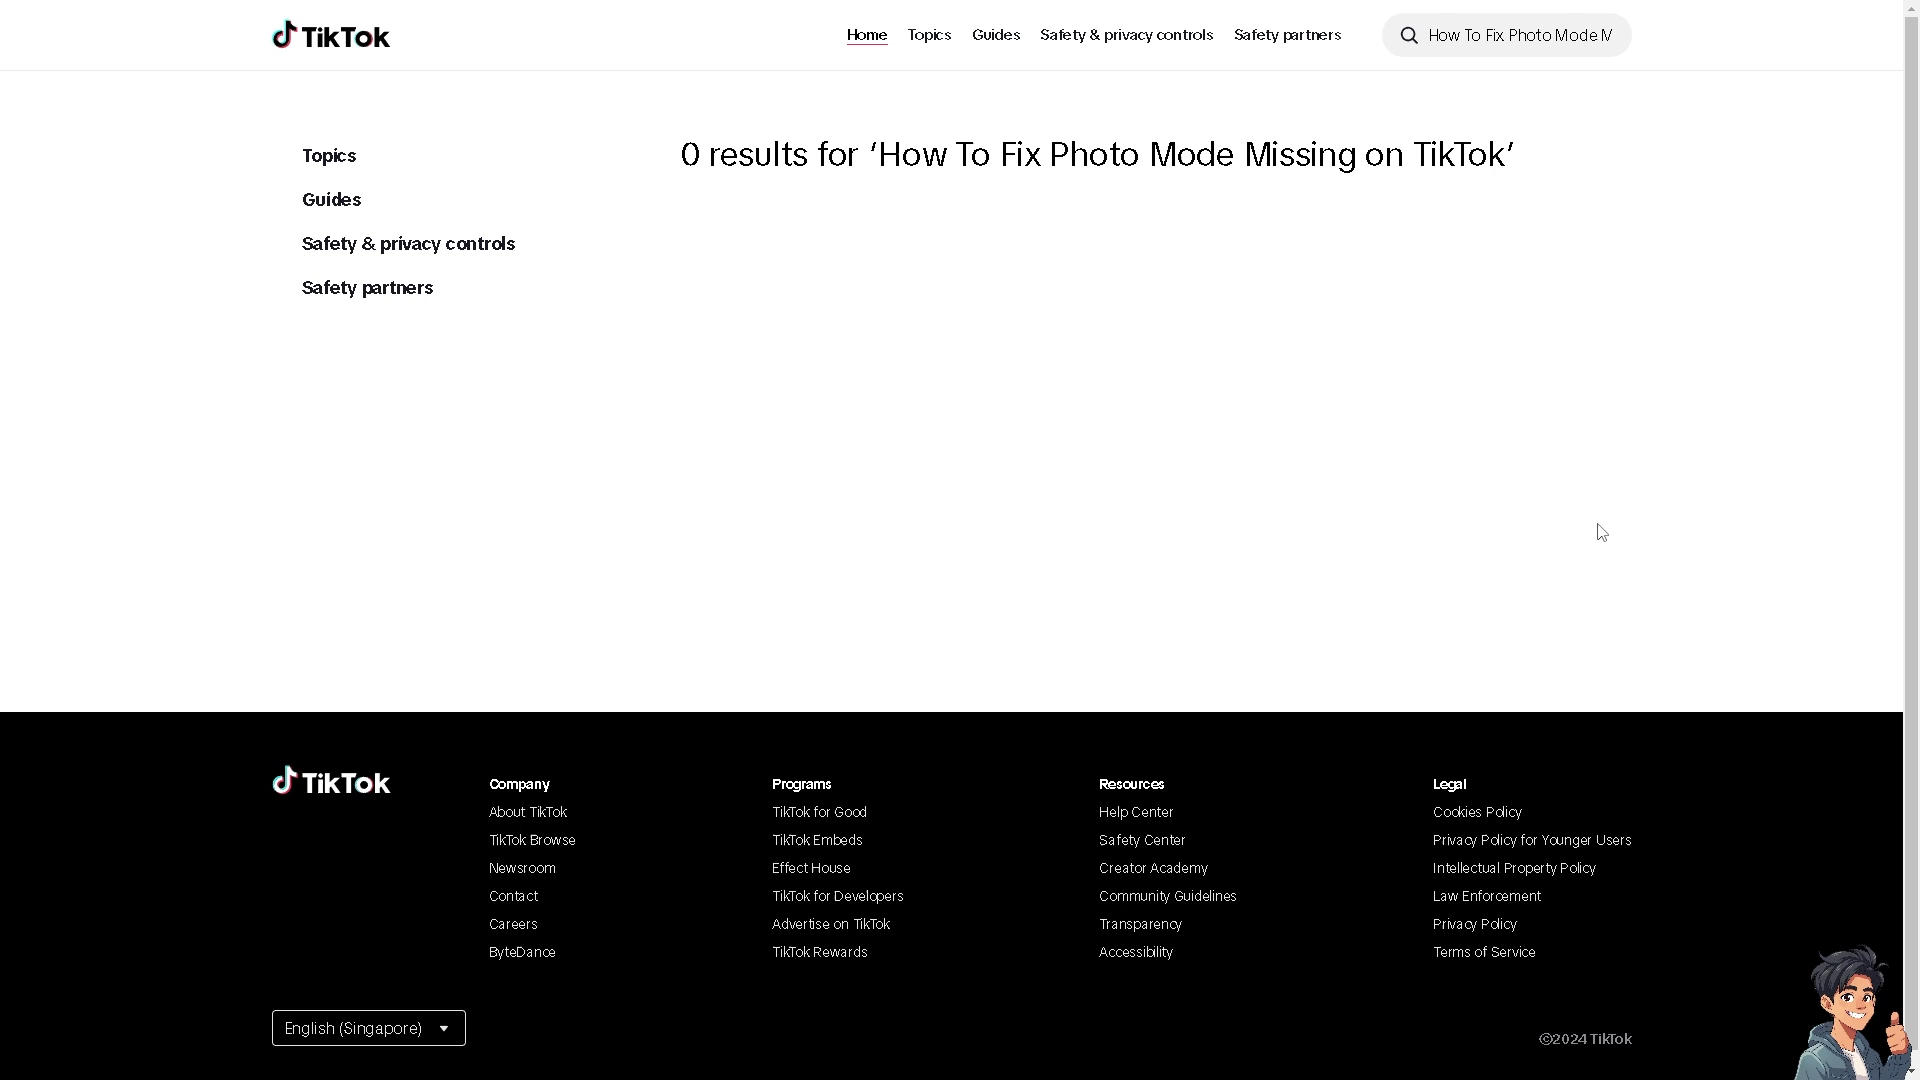 TikTok
Home Topics Guides Safety & privacy controls Safety partners How To Fix Photo Mode M
Topics
Guides
Safety & privacy controls
Safety partners
0 results for ‘How To Fix Photo Mode Missing on TikTok’
TikTok
Company
About TikTok
TikTok Browse
Newsroom
Contact
Careers
ByteDance
Programs
TikTok for Good
TikTok Embeds
Effect House
TikTok for Developers
Advertise on TikTok
TikTok Rewards
Resources
Help Center
Safety Center
Creator Academy
Community Guidelines
Transparency
Accessibility
Legal
Cookies Policy
Privacy Policy for Younger Users
Intellectual Property Policy
Law Enforcement
Privacy Policy
Terms of Service
English (Singapore)
©2024 TikTok